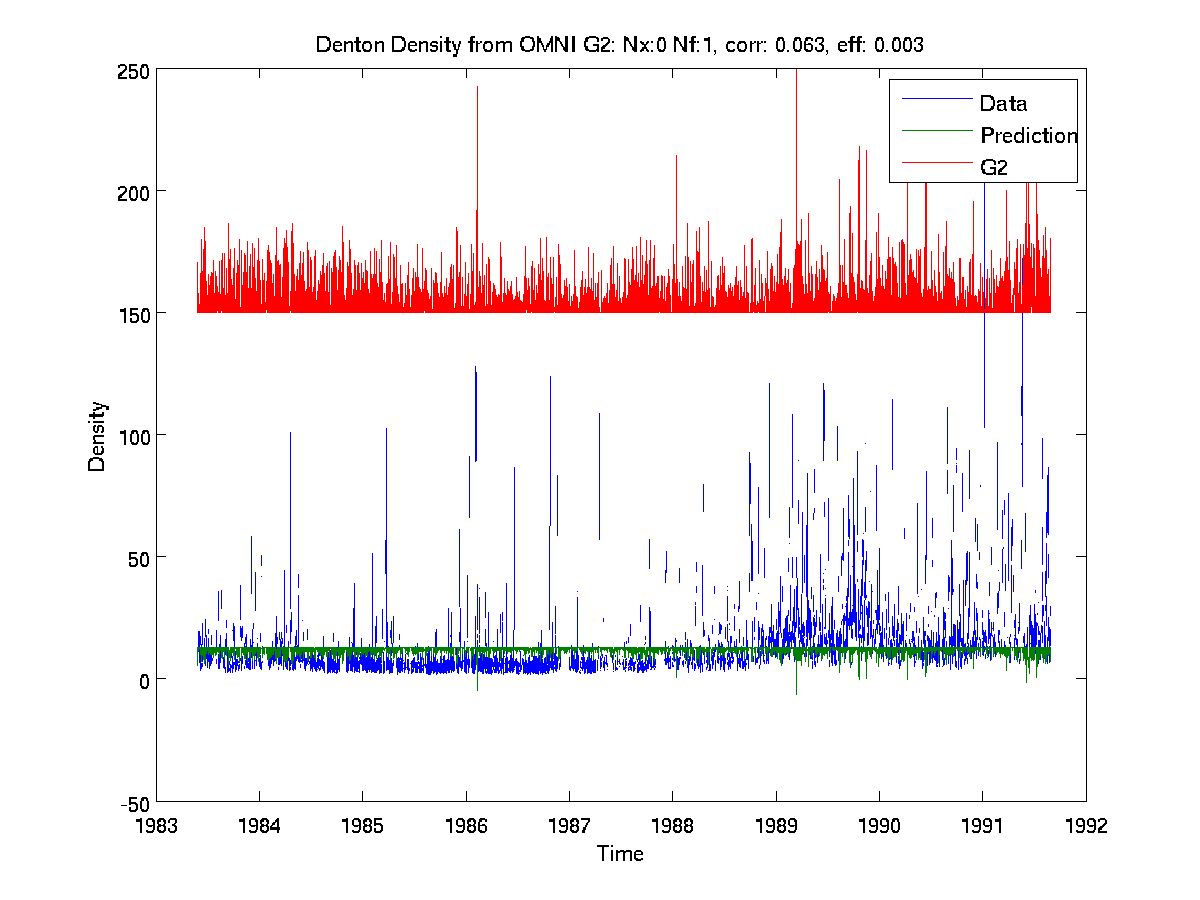 Denton Density from OMNI G2: Nx:0 Nf:1, corr: 0.063, eff: 0.003
250
200
150
100
50
0
-50
Density
Data
Prediction
G2
1983 1984 1985 1986 1987 1988 1989 1990 1991 1992
Time